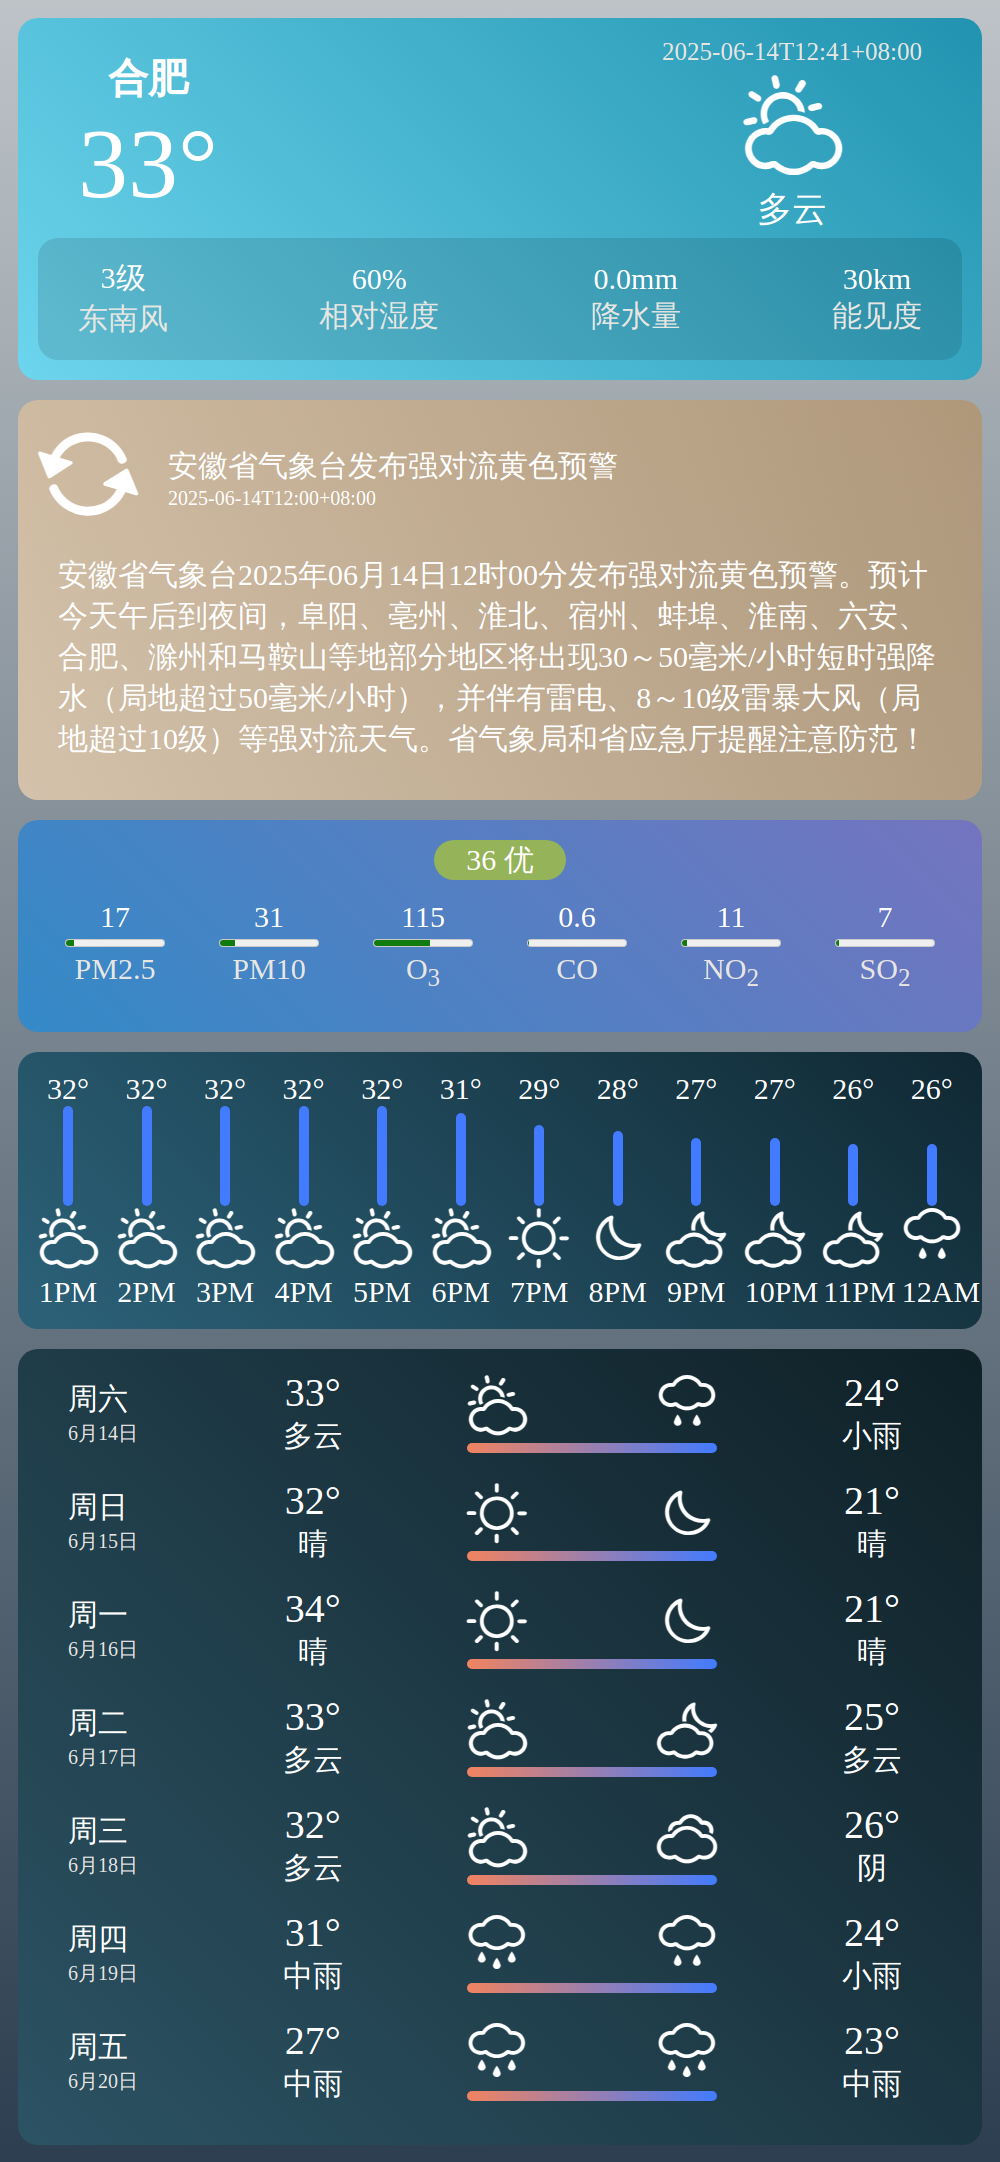 合肥
33°
2025-06-14T12:41+08:00
多云
3级 60% 0.0mm 30km
东南风 相对湿度 降水量 能见度
安徽省气象台发布强对流黄色预警
2025-06-14T12:00+08:00
安徽省气象台2025年06月14日12时00分发布强对流黄色预警。预计
今天午后到夜间，阜阳、亳州、淮北、宿州、蚌埠、淮南、六安、
合肥、滁州和马鞍山等地部分地区将出现30～50毫米/小时短时强降
水（局地超过50毫米/小时），并伴有雷电、8～10级雷暴大风（局
地超过10级）等强对流天气。省气象局和省应急厅提醒注意防范！
36 优
17 31 115 0.6 11 7
PM2.5 PM10 O3 CO NO2 SO2
32° 32° 32° 32° 32° 31° 29° 28° 27° 27° 26° 26°
1PM 2PM 3PM 4PM 5PM 6PM 7PM 8PM 9PM 10PM 11PM 12AM
周六 33° 24°
6月14日 多云 小雨
周日 32° 21°
6月15日 晴 晴
周一 34° 21°
6月16日 晴 晴
周二 33° 25°
6月17日 多云 多云
周三 32° 26°
6月18日 多云 阴
周四 31° 24°
6月19日 中雨 小雨
周五 27° 23°
6月20日 中雨 中雨